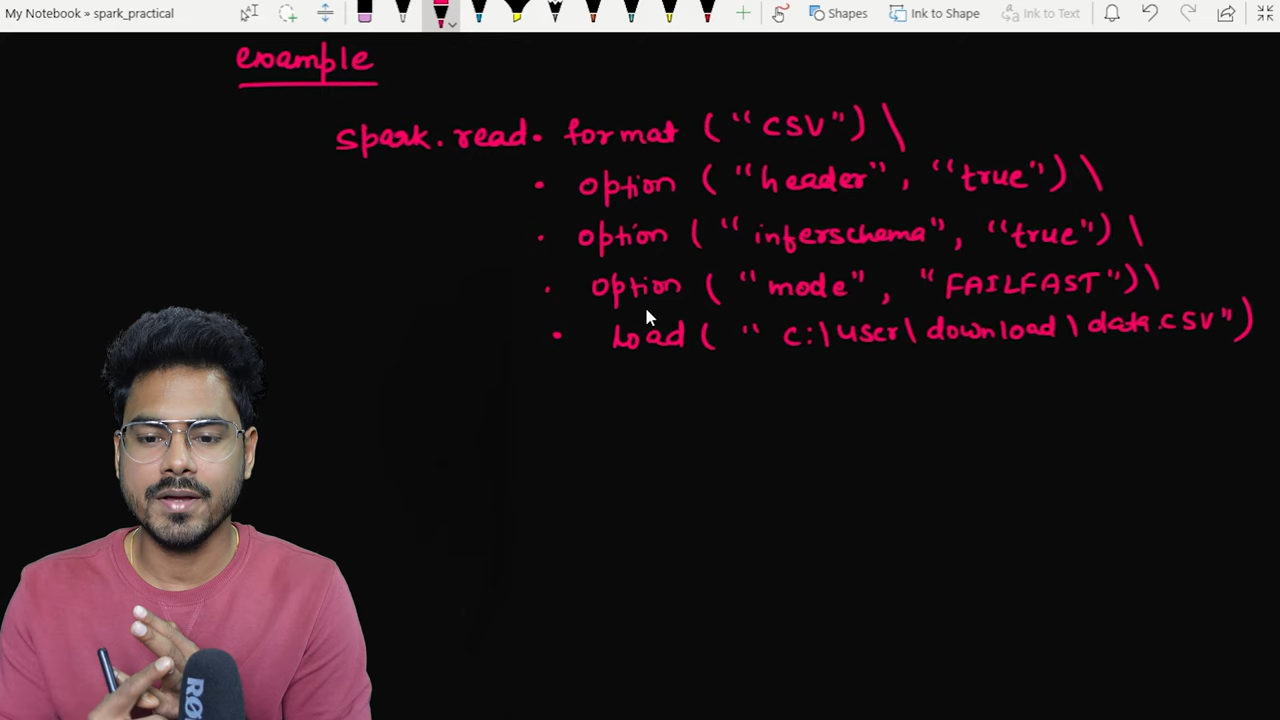 My Notebook » spark_practical
Shapes
Ink to Shape
Ink to Text
example
spark.read. format ("CSV") \
. option ("header", "true") \
. option ("inferschema", "true") \
. option ("mode", "FAILFAST") \
. Load ( " C:\user\download\data.CSV")
RØ